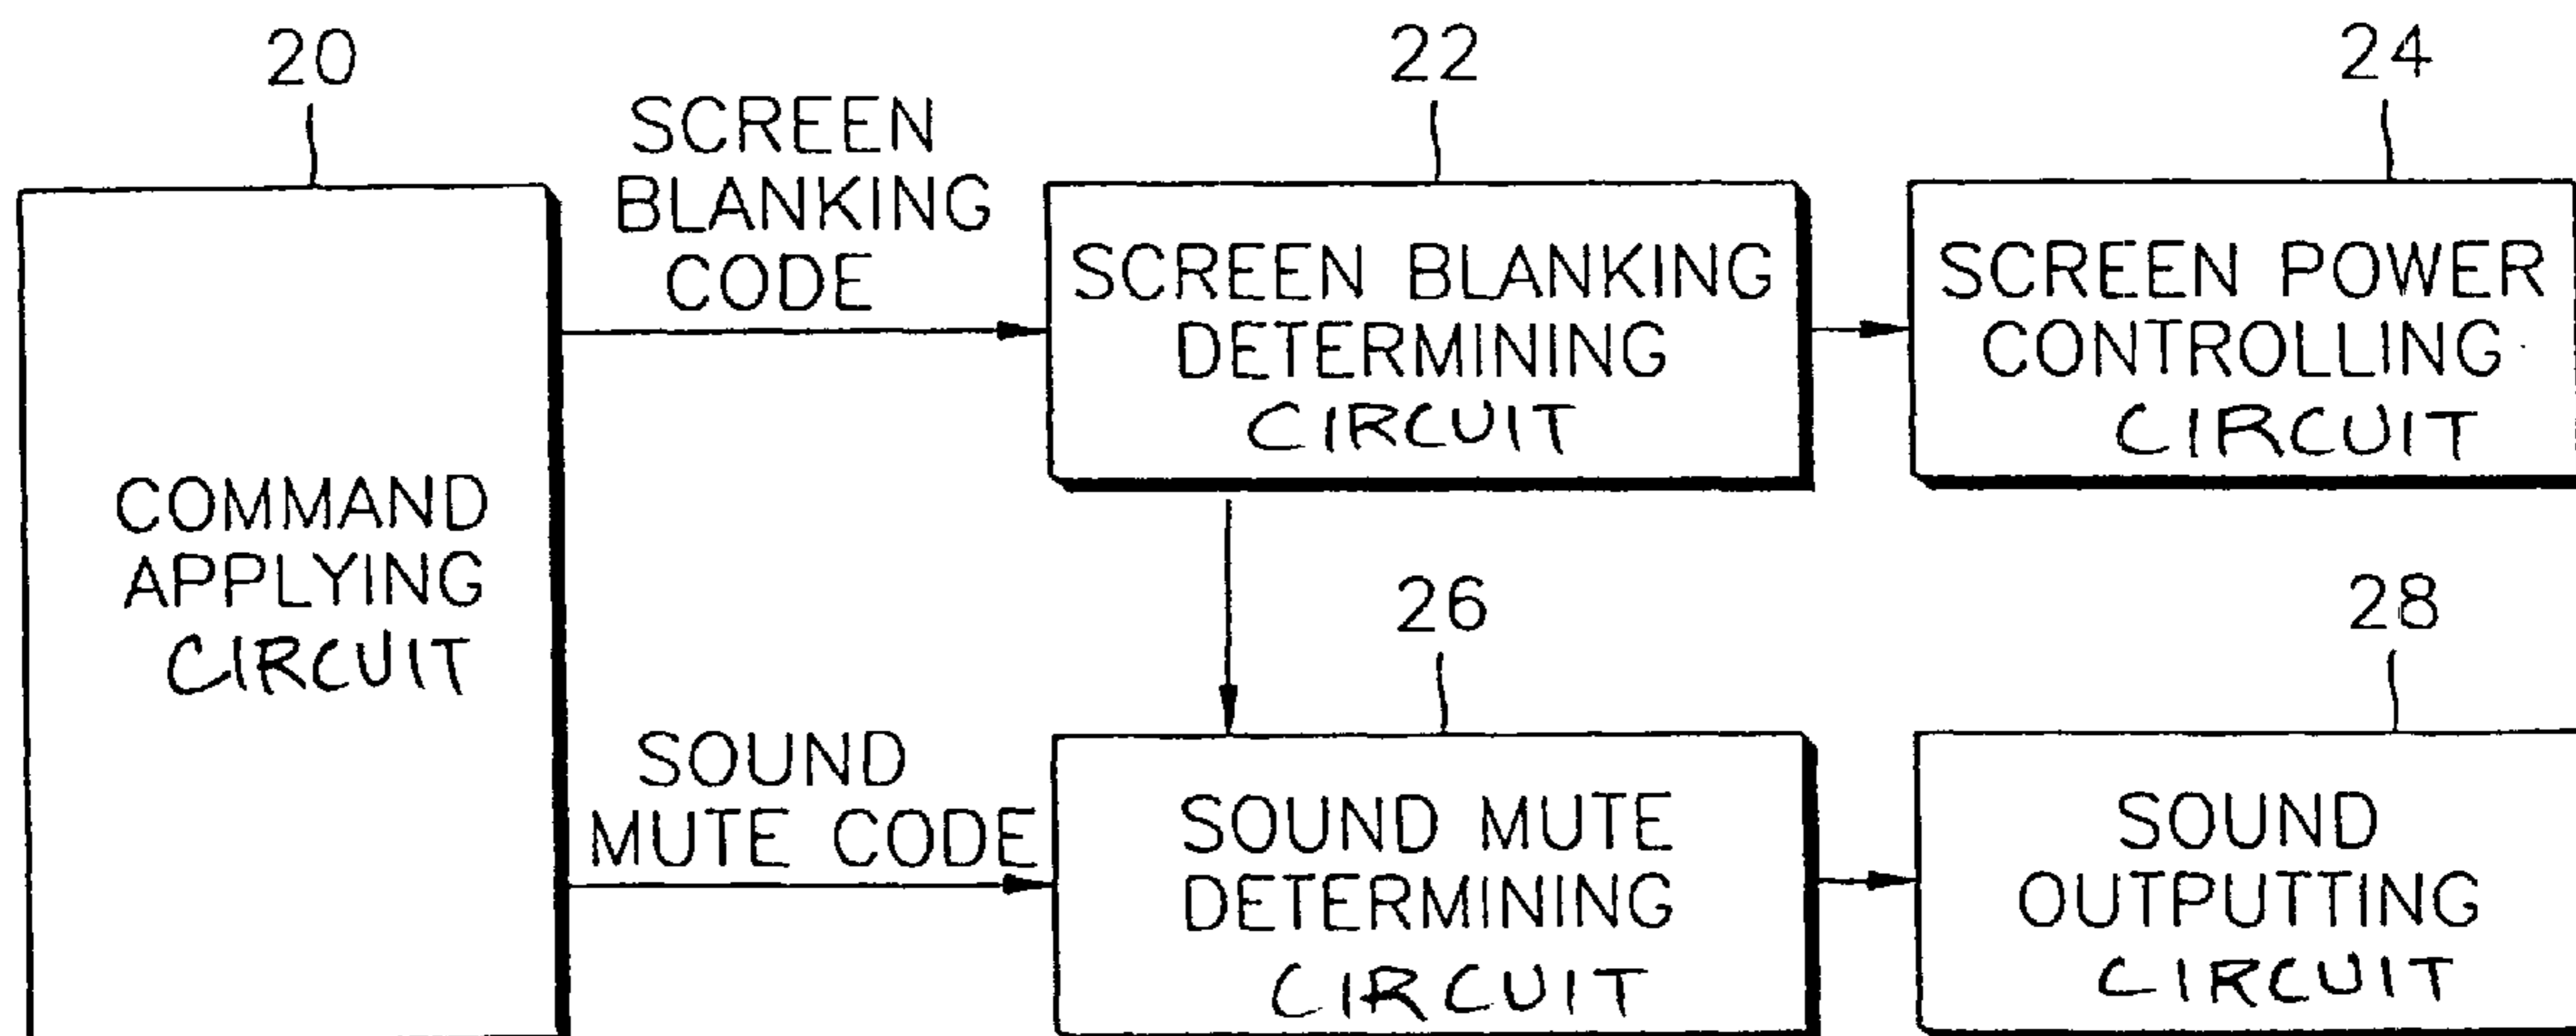 20
22
24
SCREEN
BLANKING
CODE
SCREEN BLANKING
DETERMINING
CIRCUIT
SCREEN POWER
CONTROLLING
CIRCUIT
COMMAND
APPLYING
CIRCUIT
26
28
SOUND
MUTE CODE
SOUND MUTE
DETERMINING
CIRCUIT
SOUND
OUTPUTTING
CIRCUIT